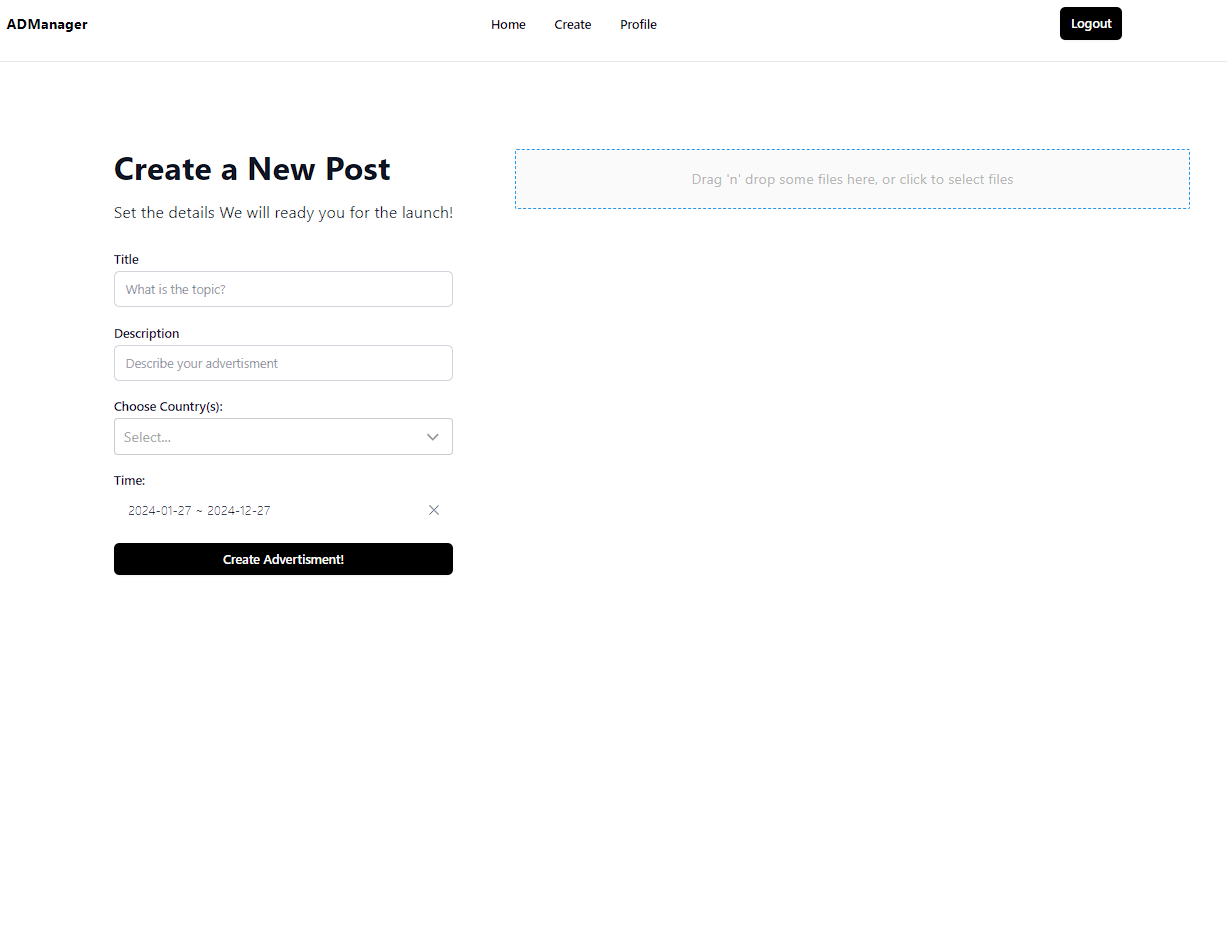 ADManager
Home
Create
Profile
Logout
Create a New Post
Set the details We will ready you for the launch!
Title
What is the topic?
Description
Describe your advertisment
Choose Country(s):
Select...
Time:
2024-01-27 ~ 2024-12-27
Create Advertisment!
Drag 'n' drop some files here, or click to select files